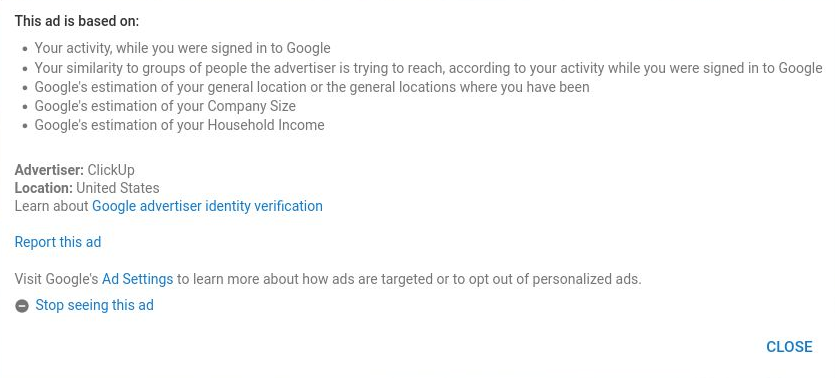 This ad is based on:
• Your activity, while you were signed in to Google
• Your similarity to groups of people the advertiser is trying to reach, according to your activity while you were signed in to Google
• Google's estimation of your general location or the general locations where you have been
• Google's estimation of your Company Size
• Google's estimation of your Household Income
Advertiser: ClickUp
Location: United States
Learn about Google advertiser identity verification
Report this ad
Visit Google's Ad Settings to learn more about how ads are targeted or to opt out of personalized ads.
Stop seeing this ad
CLOSE